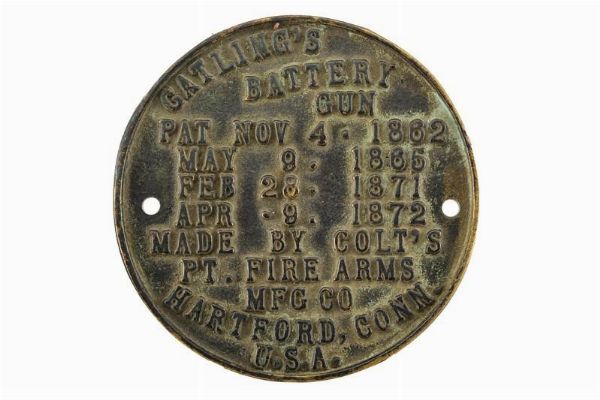 GATLING'S
BATTERY
GUN
PAT NOV 4. 1862
MAY 9. 1865
FEB 28. 1871
APR 9. 1872
MADE BY COLT'S
PT. FIRE ARMS
MFG CO
HARTFORD, CONN.
U.S.A.